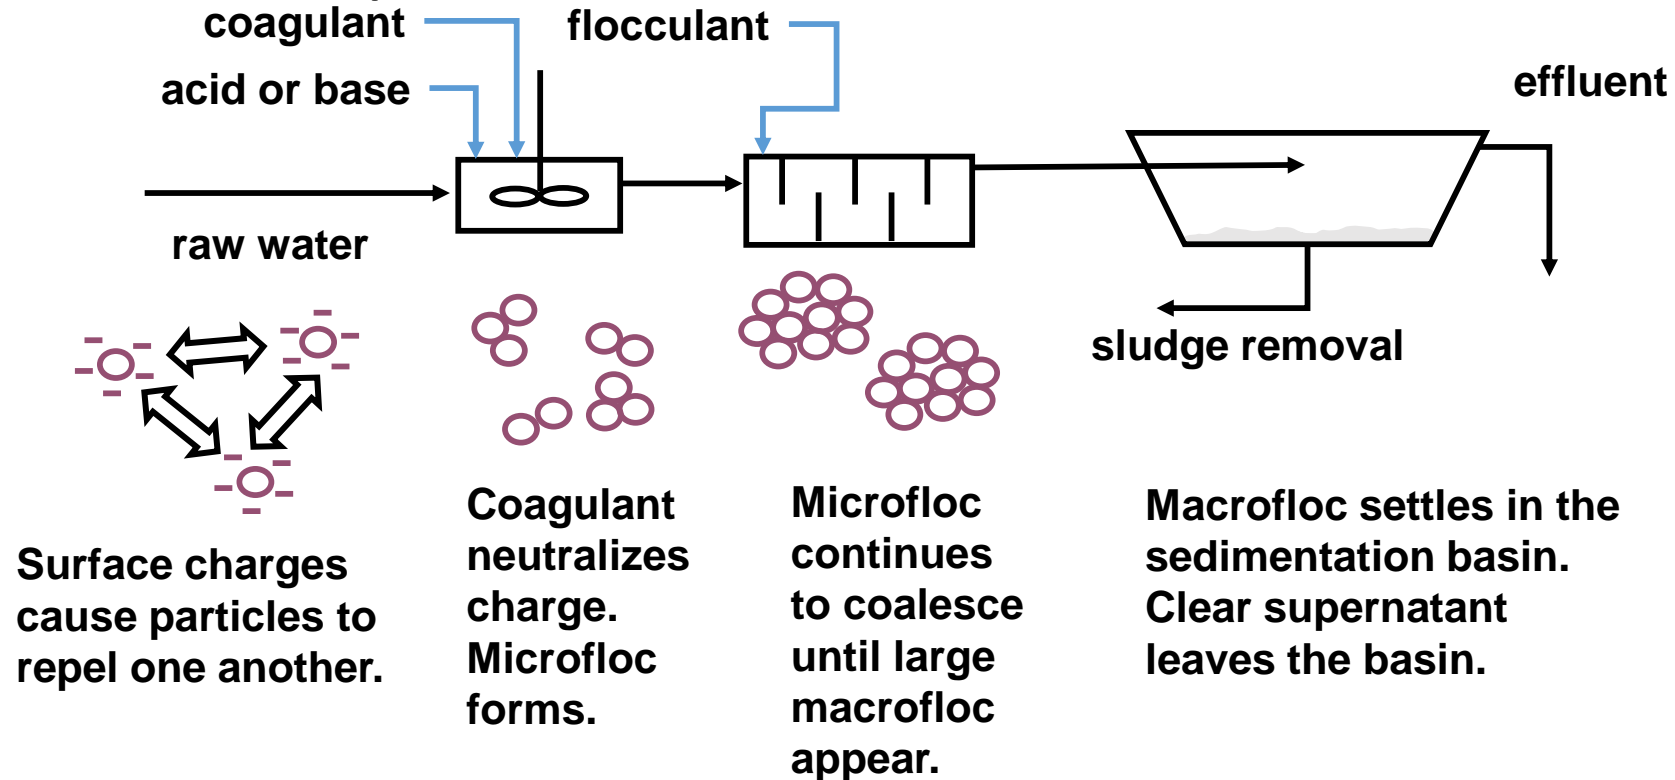 coagulant
flocculant
acid or base
effluent
raw water
sludge removal
Surface charges
cause particles to
repel one another.
Coagulant
neutralizes
charge.
Microfloc
forms.
Microfloc
continues
to coalesce
until large
macrofloc
appear.
Macrofloc settles in the
sedimentation basin.
Clear supernatant
leaves the basin.